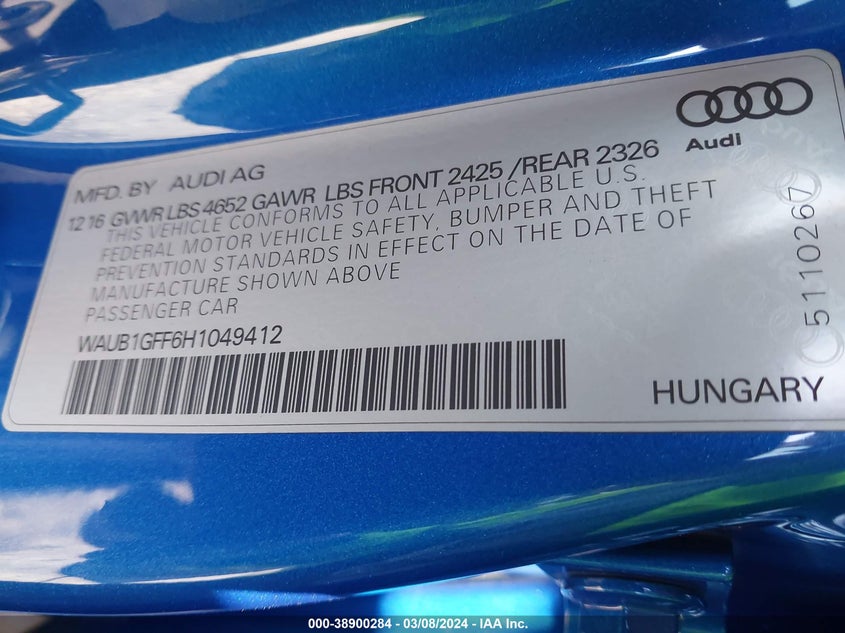 Audi
MFD. BY AUDI AG
12 16 GVWR LBS 4652 GAWR LBS FRONT 2425 / REAR 2326
THIS VEHICLE CONFORMS TO ALL APPLICABLE U.S.
FEDERAL MOTOR VEHICLE SAFETY, BUMPER AND THEFT
PREVENTION STANDARDS IN EFFECT ON THE DATE OF
MANUFACTURE SHOWN ABOVE
PASSENGER CAR
WAUB1GFF6H1049412
HUNGARY
5110267
000-38900284 - 03/08/2024 - IAA Inc.